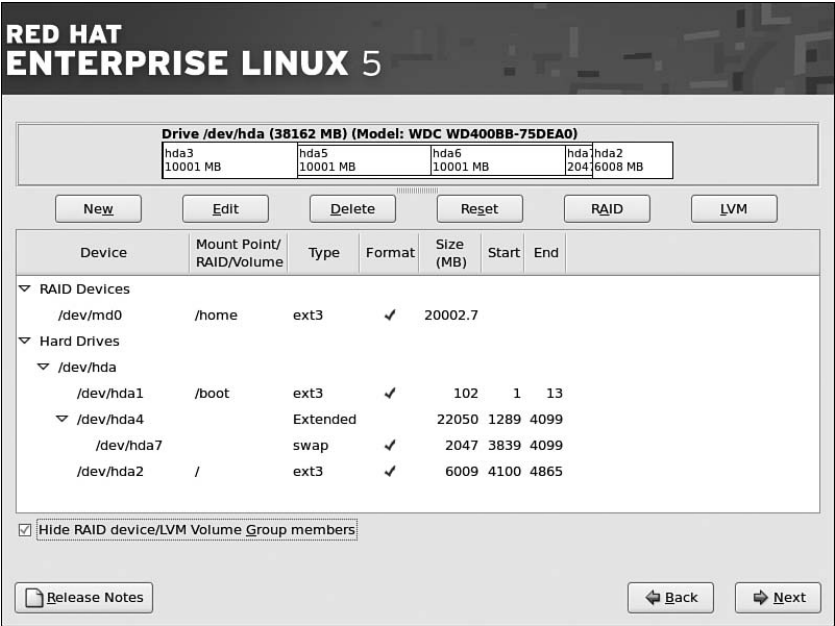 RED HAT
ENTERPRISE LINUX 5
Drive /dev/hda (38162 MB) (Model: WDC WD400BB-75DEA0)
hda3 hda5 hda6 hda hda2
10001 MB 10001 MB 10001 MB 204 6008 MB
New Edit Delete Reset RAID LVM
Device Mount Point/ RAID/Volume Type Format Size (MB) Start End
RAID Devices
/dev/md0 /home ext3 ✓ 20002.7
Hard Drives
/dev/hda
/dev/hda1 /boot ext3 ✓ 102 1 13
/dev/hda4 Extended 22050 1289 4099
/dev/hda7 swap ✓ 2047 3839 4099
/dev/hda2 / ext3 ✓ 6009 4100 4865
Hide RAID device/LVM Volume Group members
Release Notes Back Next